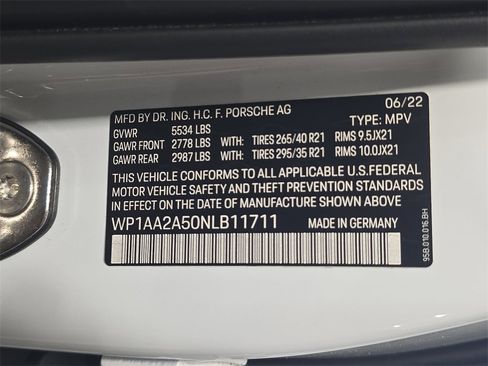 MFD BY DR. ING. H.C. F. PORSCHE AG 06/22
GVWR 5534 LBS TYPE: MPV
GAWR FRONT 2778 LBS WITH: TIRES 265/40 R21 RIMS 9.5JX21
GAWR REAR 2987 LBS WITH: TIRES 295/35 R21 RIMS 10.0JX21
THIS VEHICLE CONFORMS TO ALL APPLICABLE U.S.FEDERAL
MOTOR VEHICLE SAFETY AND THEFT PREVENTION STANDARDS
IN EFFECT ON THE DATE OF MANUFACTURE SHOWN ABOVE
WP1AA2A50NLB11711 MADE IN GERMANY
95B.010.016.BH